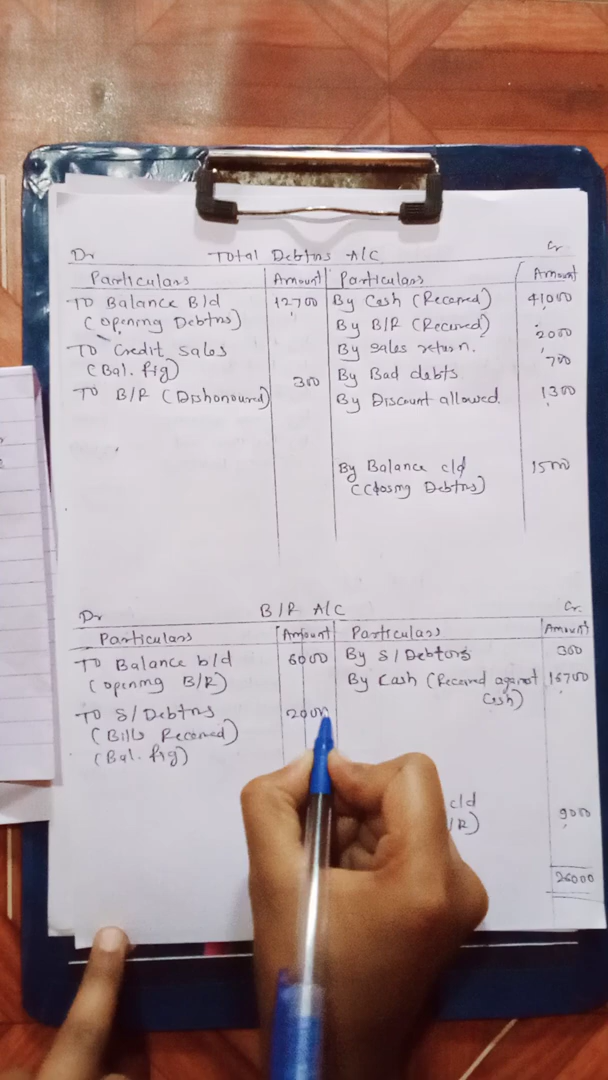 Dr Total Debtors A/C Cr.
Particulars Amount Particulars Amount
To Balance B/d 12700 By Cash (Received) 41000
(opening Debtors) By B/R (Received) 2000
To Credit sales By sales return. 700
(Bal. fig) 300 By Bad debts
To B/R (Dishonoured) By Discount allowed. 1300
By Balance c/d 15000
(Closing Debtors)
Dr B/R A/C Cr.
Particulars Amount Particulars Amount
To Balance b/d 6000 By S/Debtors 300
(opening B/R) By Cash (Received against 16700
Cash)
To S/Debtors 2000
(Bills Received)
(Bal. fig)
c/d 9000
26000